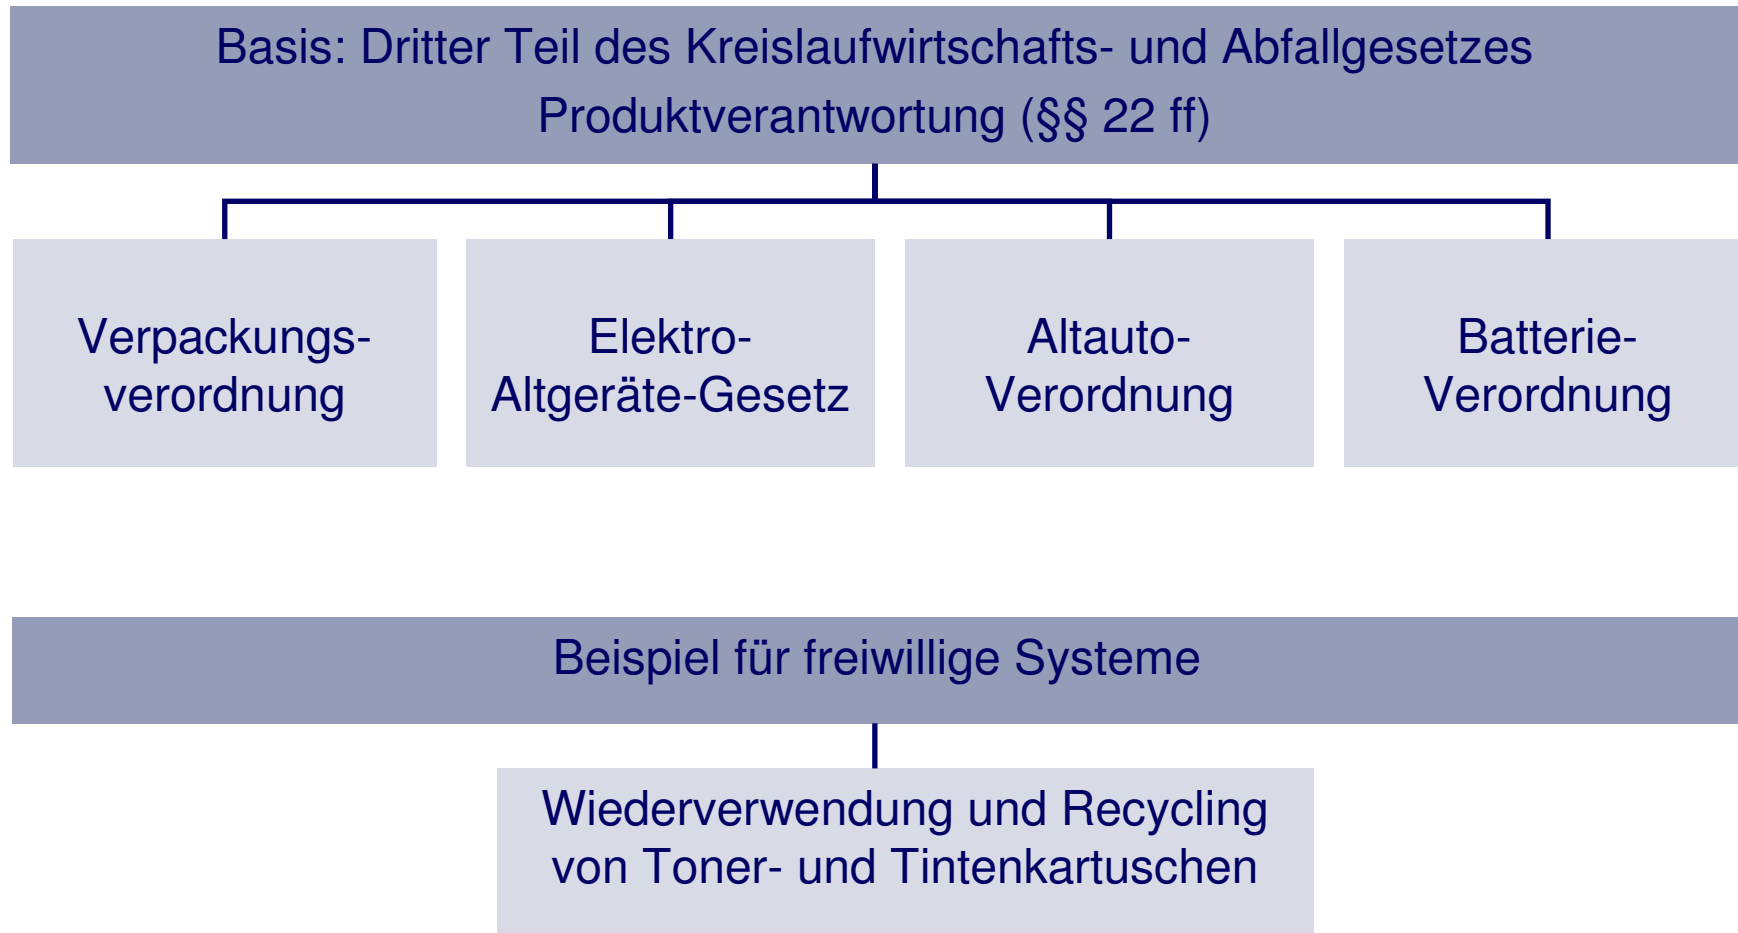 Basis: Dritter Teil des Kreislaufwirtschafts- und Abfallgesetzes
Produktverantwortung (§§ 22 ff)
Verpackungs-
verordnung
Elektro-
Altgeräte-Gesetz
Altauto-
Verordnung
Batterie-
Verordnung
Beispiel für freiwillige Systeme
Wiederverwendung und Recycling
von Toner- und Tintenkartuschen